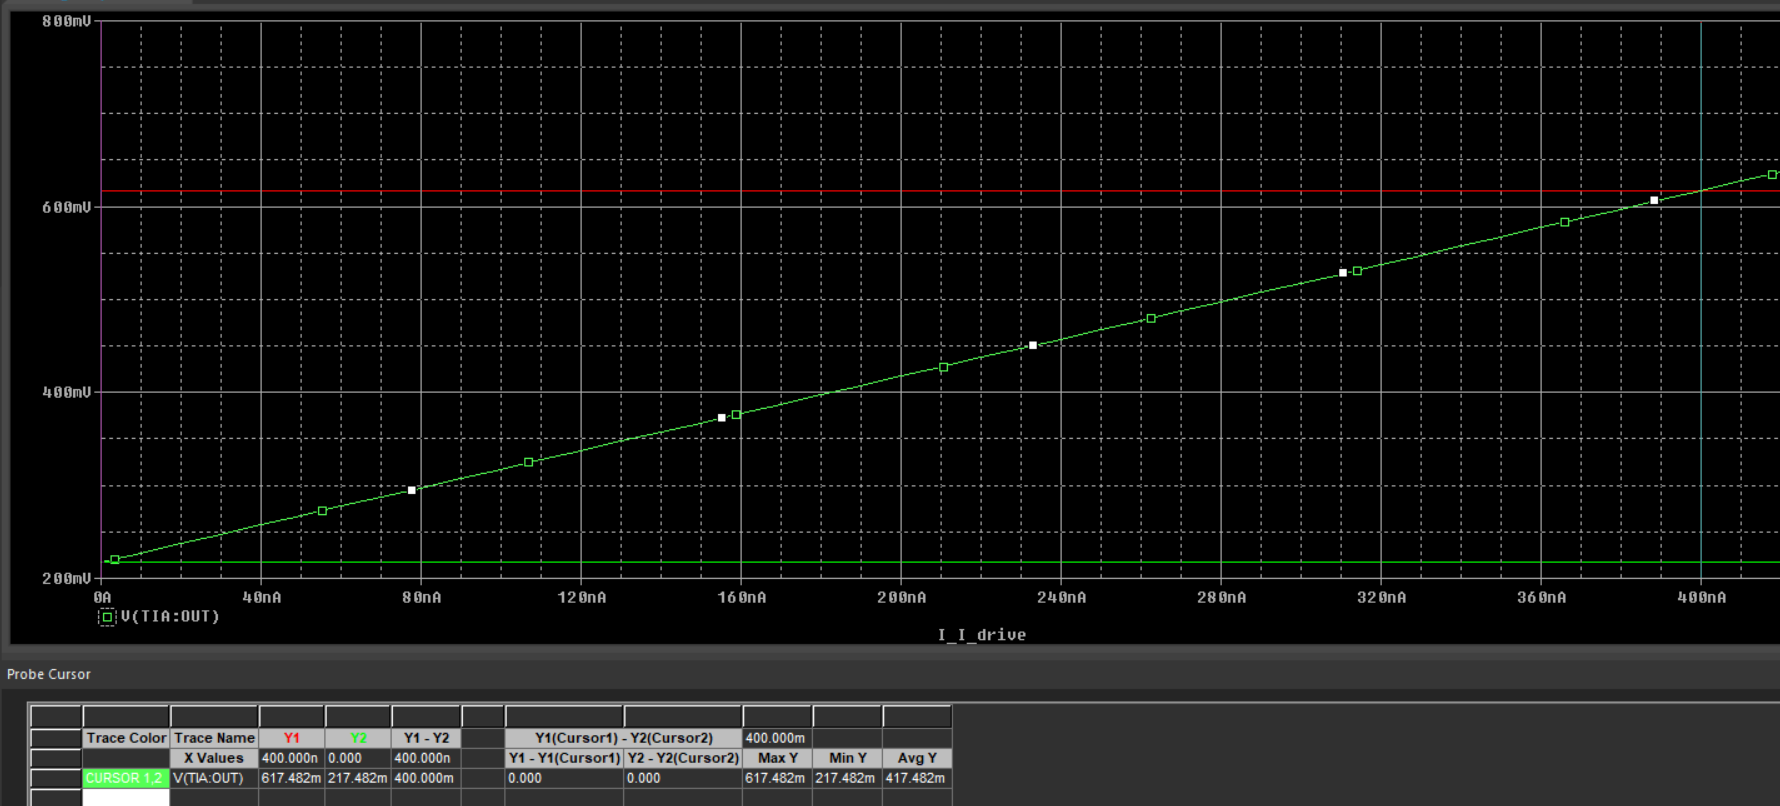 800mV
600mV
400mV
200mV
0A 40nA 80nA 120nA 160nA 200nA 240nA 280nA 320nA 360nA 400nA
V(TIA:OUT)
I_I_drive
Probe Cursor
Trace Color Trace Name Y1 Y2 Y1 - Y2 Y1(Cursor1) - Y2(Cursor2) 400.000m
X Values 400.000n 0.000 400.000n Y1 - Y1(Cursor1) Y2 - Y2(Cursor2) Max Y Min Y Avg Y
CURSOR 1,2 V(TIA:OUT) 617.482m 217.482m 400.000m 0.000 0.000 617.482m 217.482m 417.482m